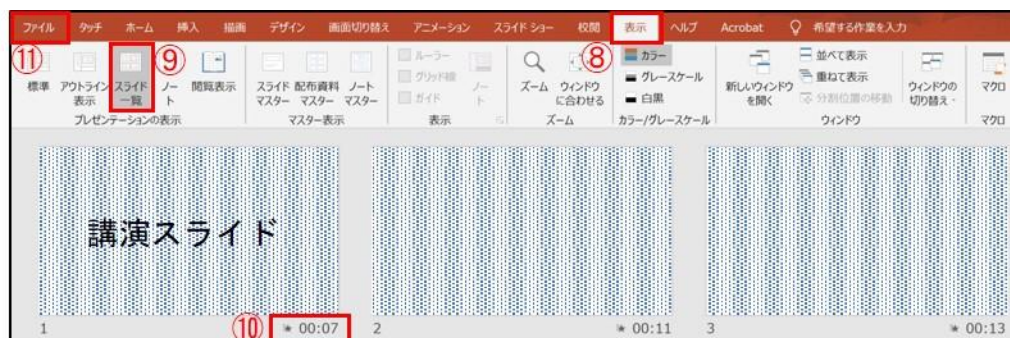 ファイル タッチ ホーム 挿入 描画 デザイン 画面切り替え アニメーション スライド ショー 校閲 表示 ヘルプ Acrobat 希望する作業を入力
⑪ ⑨ ⑧
標準 アウトライン表示 スライド一覧 ノート 閲覧表示
プレゼンテーションの表示
スライドマスター 配布資料マスター ノートマスター
マスター表示
ルーラー
グリッド線
ガイド
ノート
表示
ズーム ウィンドウに合わせる
ズーム
カラー
グレースケール
白黒
カラー/グレースケール
新しいウィンドウを開く
並べて表示
重ねて表示
分割位置の移動
ウィンドウの切り替え
ウィンドウ
マクロ
マクロ
講演スライド
1 ⑩ 00:07 2 00:11 3 00:13